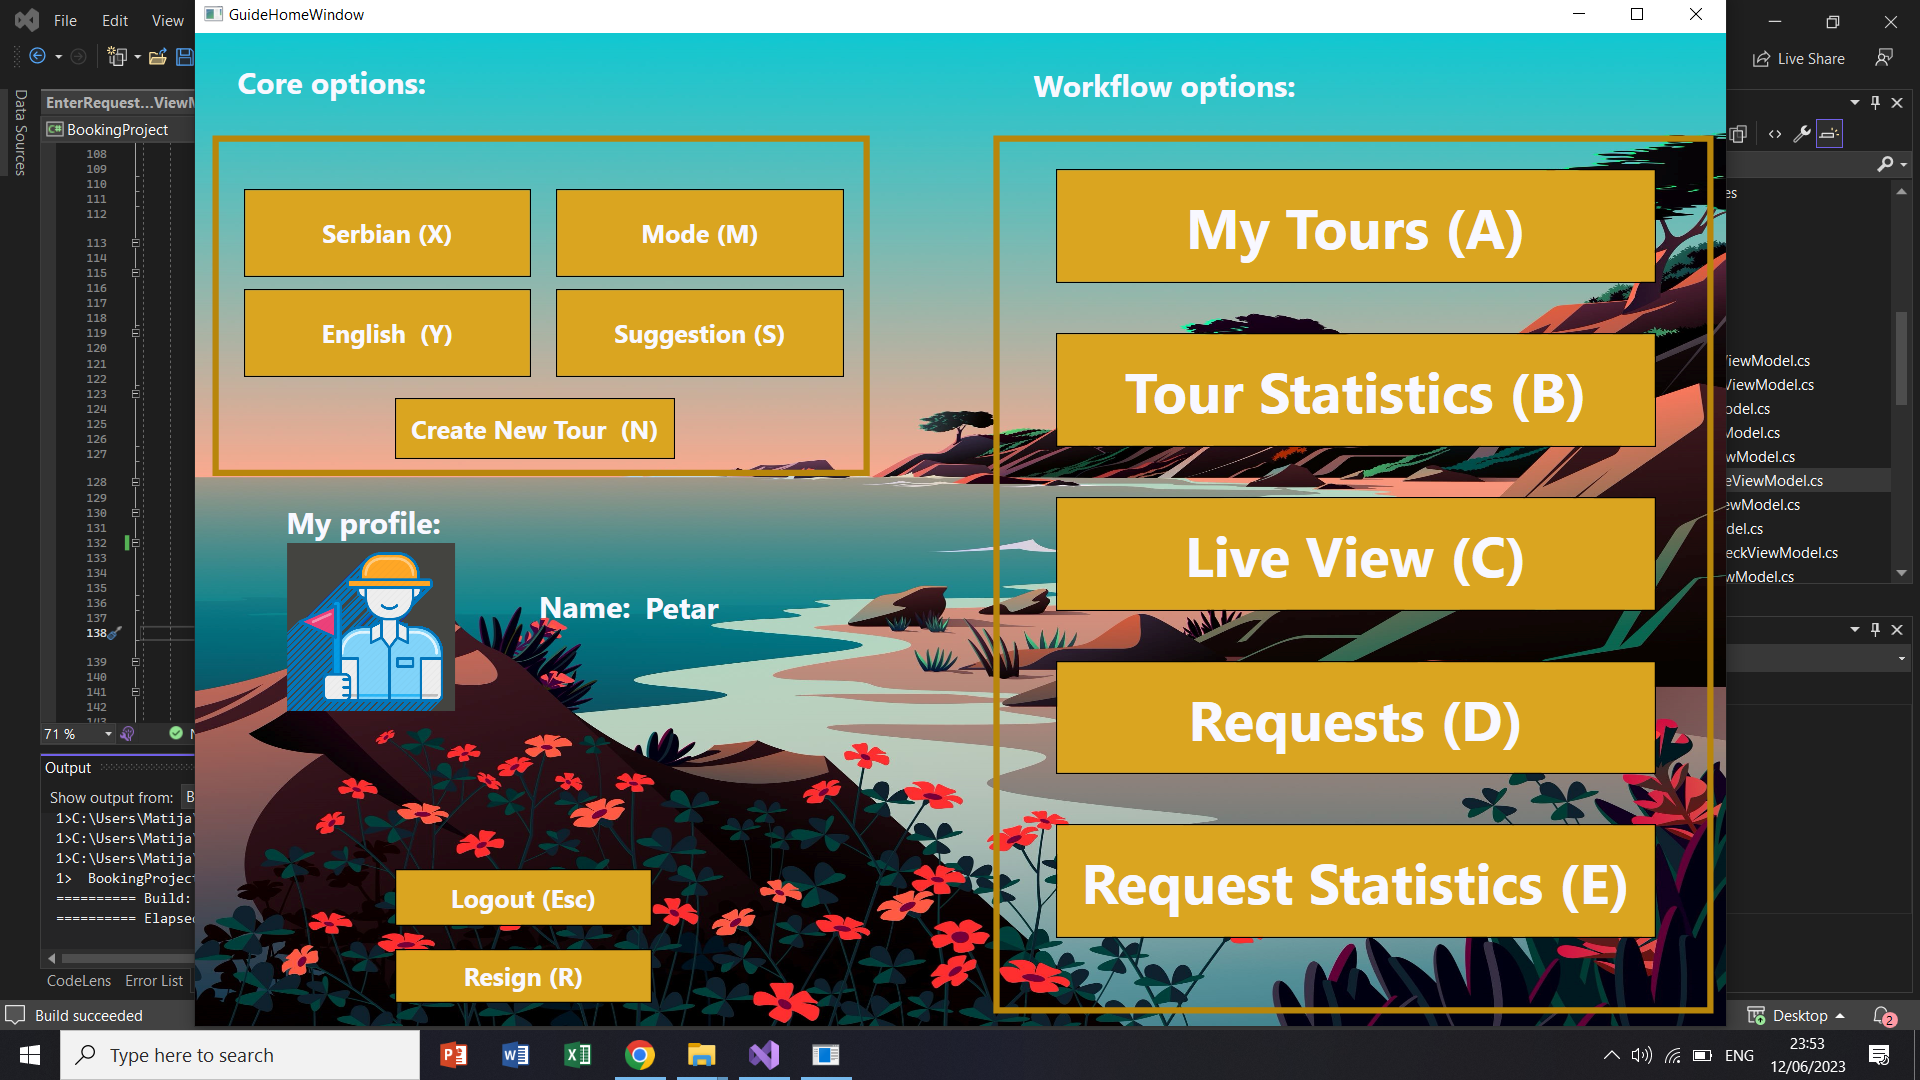 File Edit View
GuideHomeWindow
Live Share
Data Sources
EnterRequest...ViewM
BookingProject
108
109
110
111
112
113
114
115
116
117
118
119
120
121
122
123
124
125
126
127
128
129
130
131
132
133
134
135
136
137
138
139
140
141
142
71 %
Core options:
Serbian (X)
Mode (M)
English (Y)
Suggestion (S)
Create New Tour (N)
My profile:
Name: Petar
Logout (Esc)
Resign (R)
Workflow options:
My Tours (A)
Tour Statistics (B)
Live View (C)
Requests (D)
Request Statistics (E)
es
iewModel.cs
ViewModel.cs
odel.cs
Model.cs
wModel.cs
eViewModel.cs
ewModel.cs
del.cs
eckViewModel.cs
wModel.cs
Output
Show output from: B
1>C:\Users\Matija\
1>C:\Users\Matija\
1>C:\Users\Matija\
1> BookingProject
========== Build:
========== Elapsed
CodeLens Error List
Build succeeded
Desktop
2
Type here to search
ENG
23:53
12/06/2023